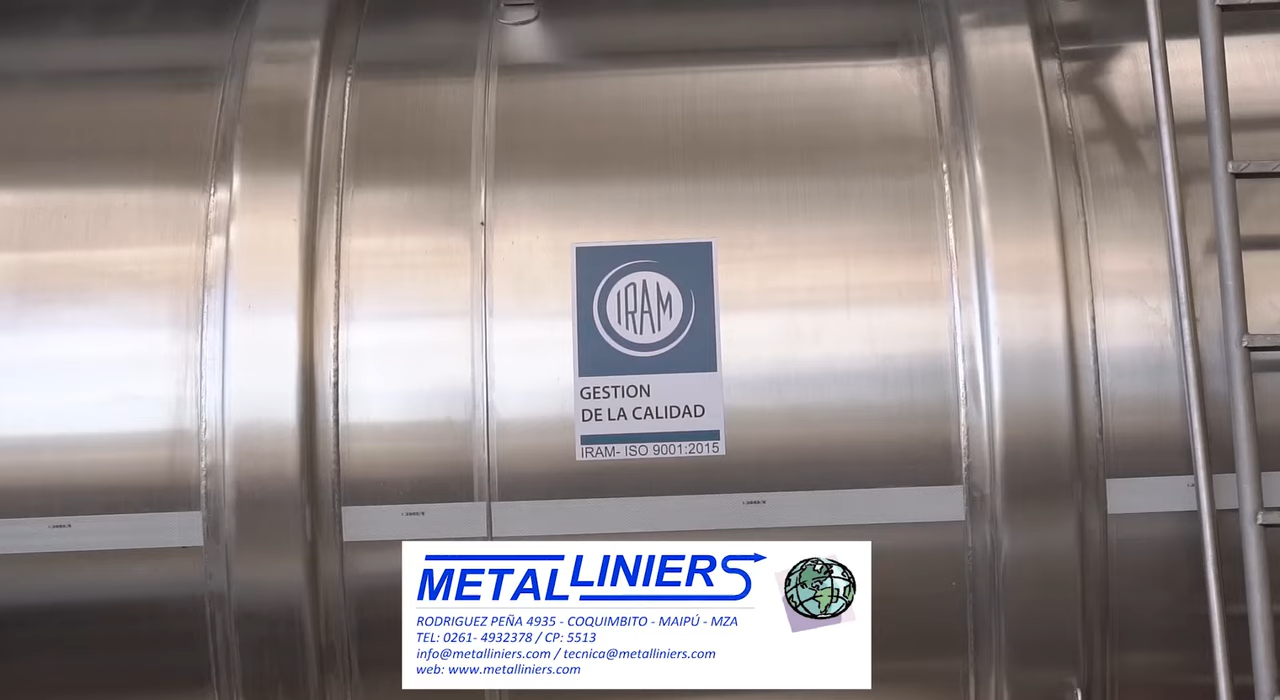 IRAM
GESTION
DE LA CALIDAD
IRAM- ISO 9001:2015
METALLINIERS
RODRIGUEZ PEÑA 4935 - COQUIMBITO - MAIPÚ - MZA
TEL: 0261- 4932378 / CP: 5513
info@metalliniers.com / tecnica@metalliniers.com
web: www.metalliniers.com